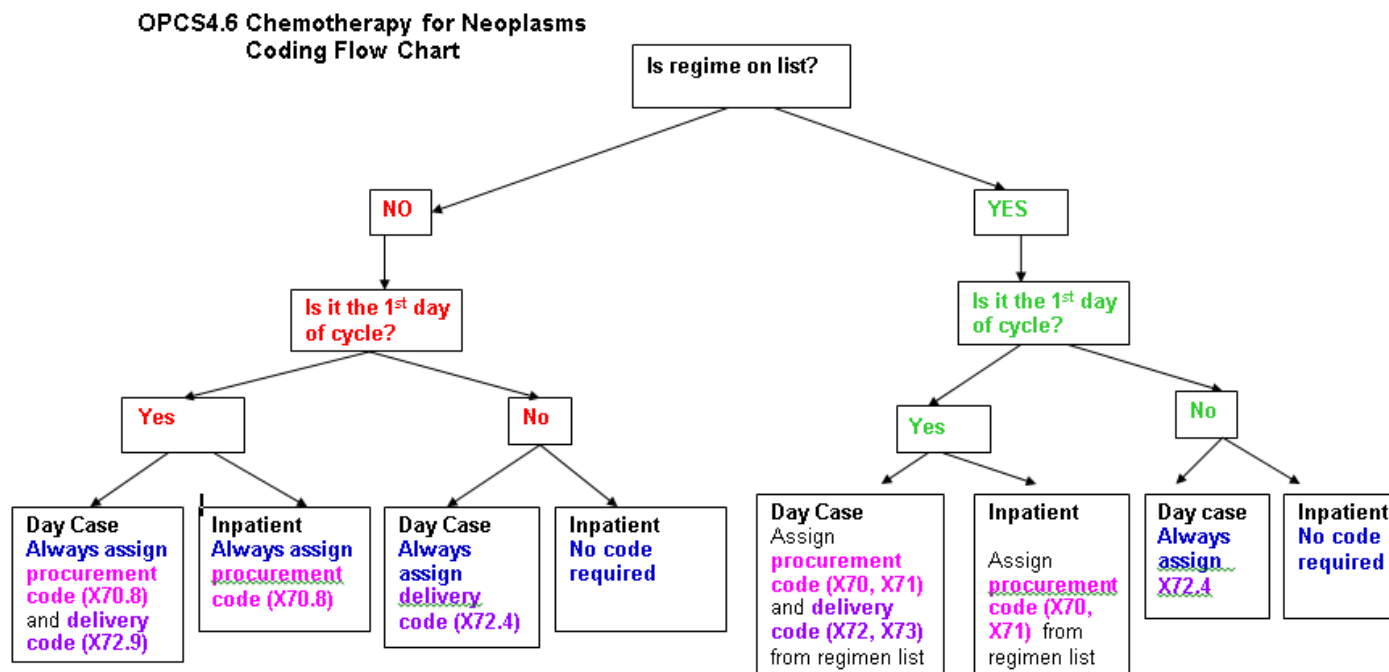 OPCS4.6 Chemotherapy for Neoplasms
Coding Flow Chart
Is regime on list?
NO
YES
Is it the 1st day
of cycle?
Is it the 1st day
of cycle?
Yes
No
Yes
No
Day Case
Always assign
procurement
code (X70.8)
and delivery
code (X72.9)
Inpatient
Always assign
procurement
code (X70.8)
Day Case
Always
assign
delivery
code (X72.4)
Inpatient
No code
required
Day Case
Assign
procurement
code (X70, X71)
and delivery
code (X72, X73)
from regimen list
Inpatient
Assign
procurement
code (X70,
X71) from
regimen list
Day case
Always
assign
X72.4
Inpatient
No code
required